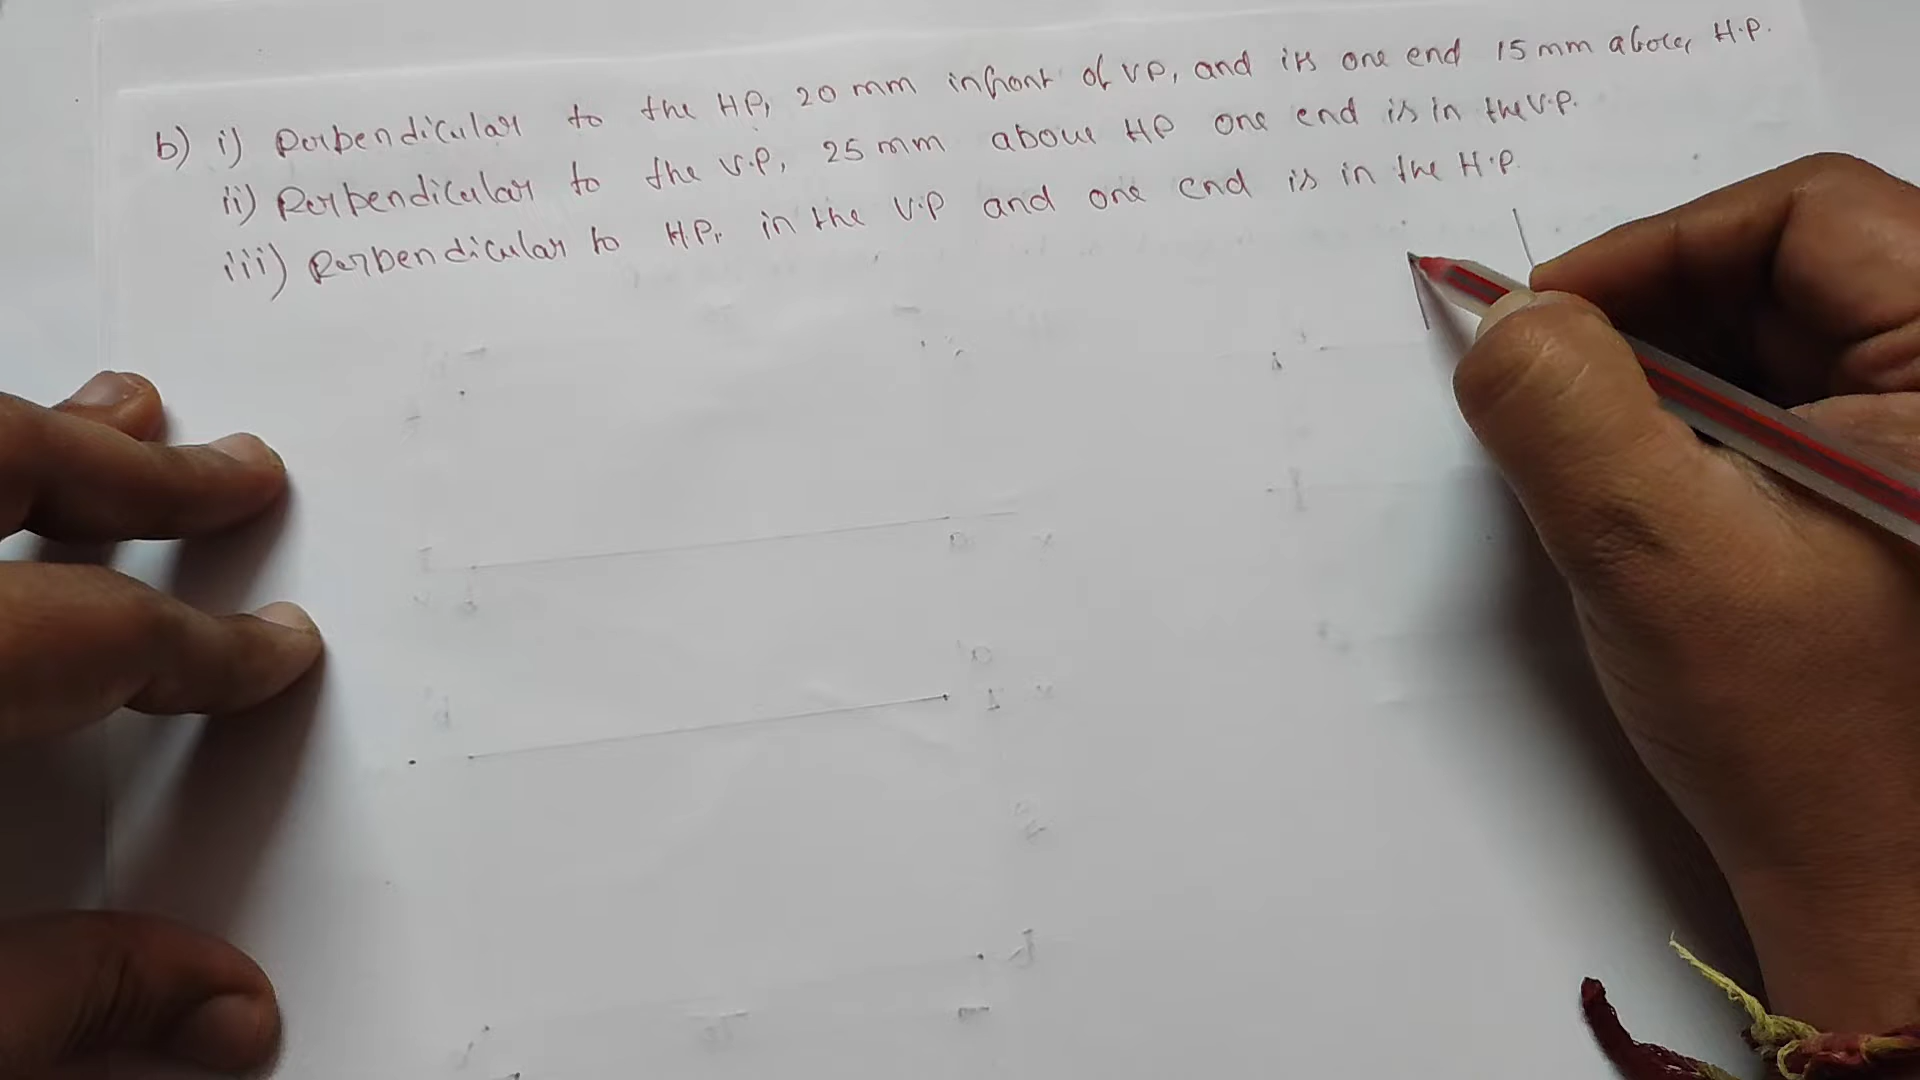 b) i) Perpendicular to the HP, 20 mm infront of VP, and its one end 15 mm above H.P.
ii) Perpendicular to the V.P, 25 mm above HP one end is in the V.P.
iii) Perpendicular to H.P, in the V.P and one end is in the H.P.